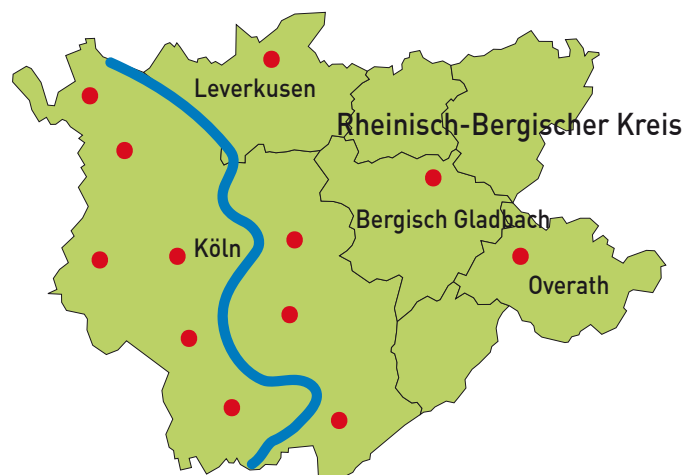 Leverkusen
Rheinisch-Bergischer Kreis
Bergisch Gladbach
Köln
Overath